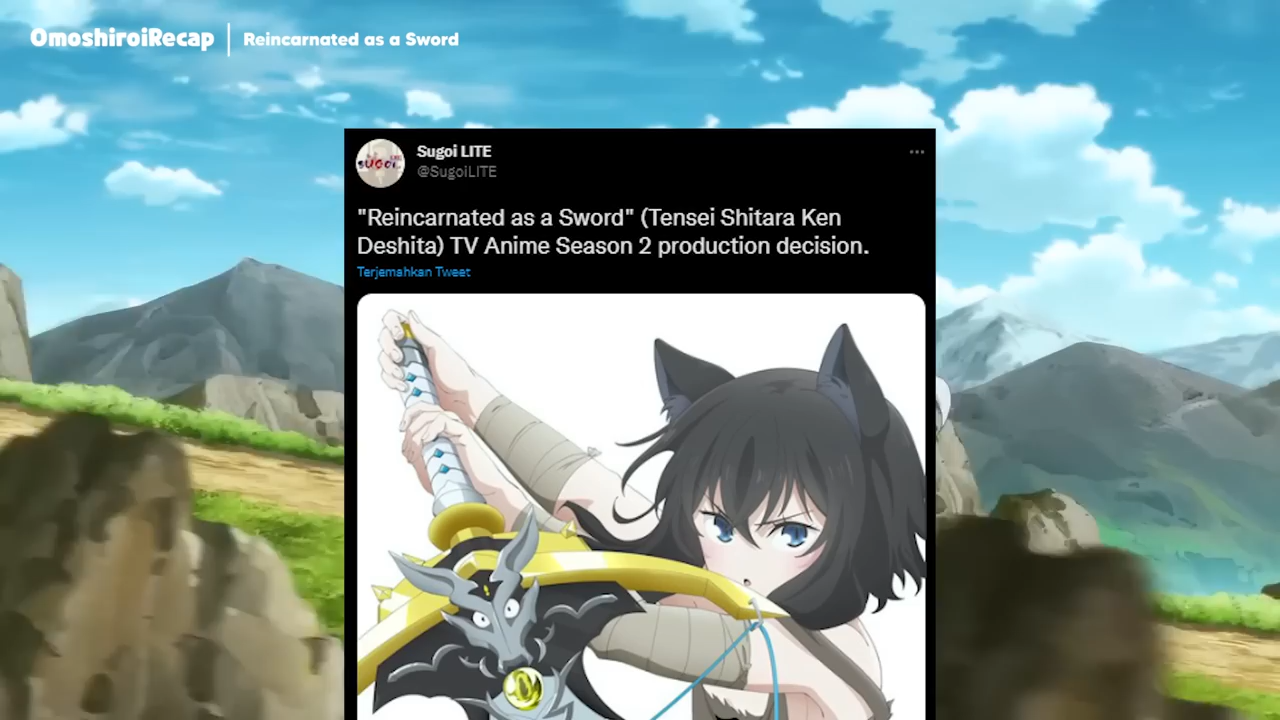 OmoshiroiRecap | Reincarnated as a Sword
Sugoi LITE
@SugoiLITE
"Reincarnated as a Sword" (Tensei Shitara Ken
Deshita) TV Anime Season 2 production decision.
Terjemahkan Tweet